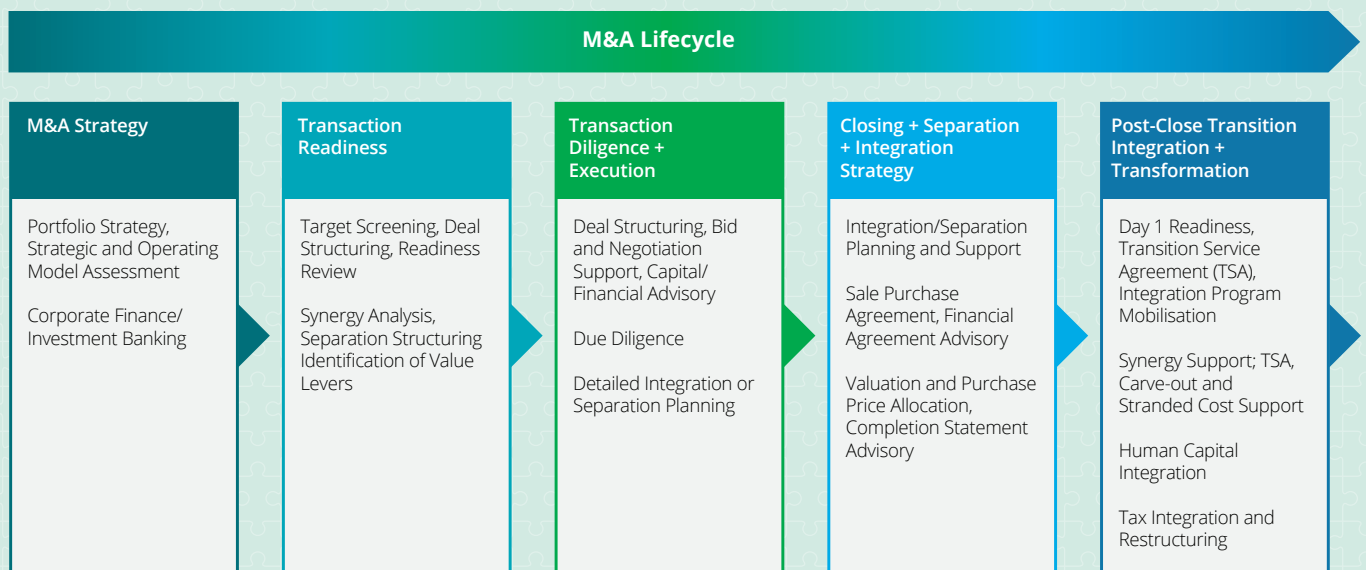 M&A Lifecycle
M&A Strategy
Portfolio Strategy,
Strategic and Operating
Model Assessment
Corporate Finance/
Investment Banking
Transaction
Readiness
Target Screening, Deal
Structuring, Readiness
Review
Synergy Analysis,
Separation Structuring
Identification of Value
Levers
Transaction
Diligence +
Execution
Deal Structuring, Bid
and Negotiation
Support, Capital/
Financial Advisory
Due Diligence
Detailed Integration or
Separation Planning
Closing + Separation
+ Integration
Strategy
Integration/Separation
Planning and Support
Sale Purchase
Agreement, Financial
Agreement Advisory
Valuation and Purchase
Price Allocation,
Completion Statement
Advisory
Post-Close Transition
Integration +
Transformation
Day 1 Readiness,
Transition Service
Agreement (TSA),
Integration Program
Mobilisation
Synergy Support; TSA,
Carve-out and
Stranded Cost Support
Human Capital
Integration
Tax Integration and
Restructuring